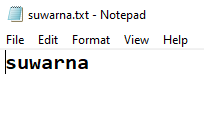 suwarna.txt - Notepad
File Edit Format View Help
suwarna